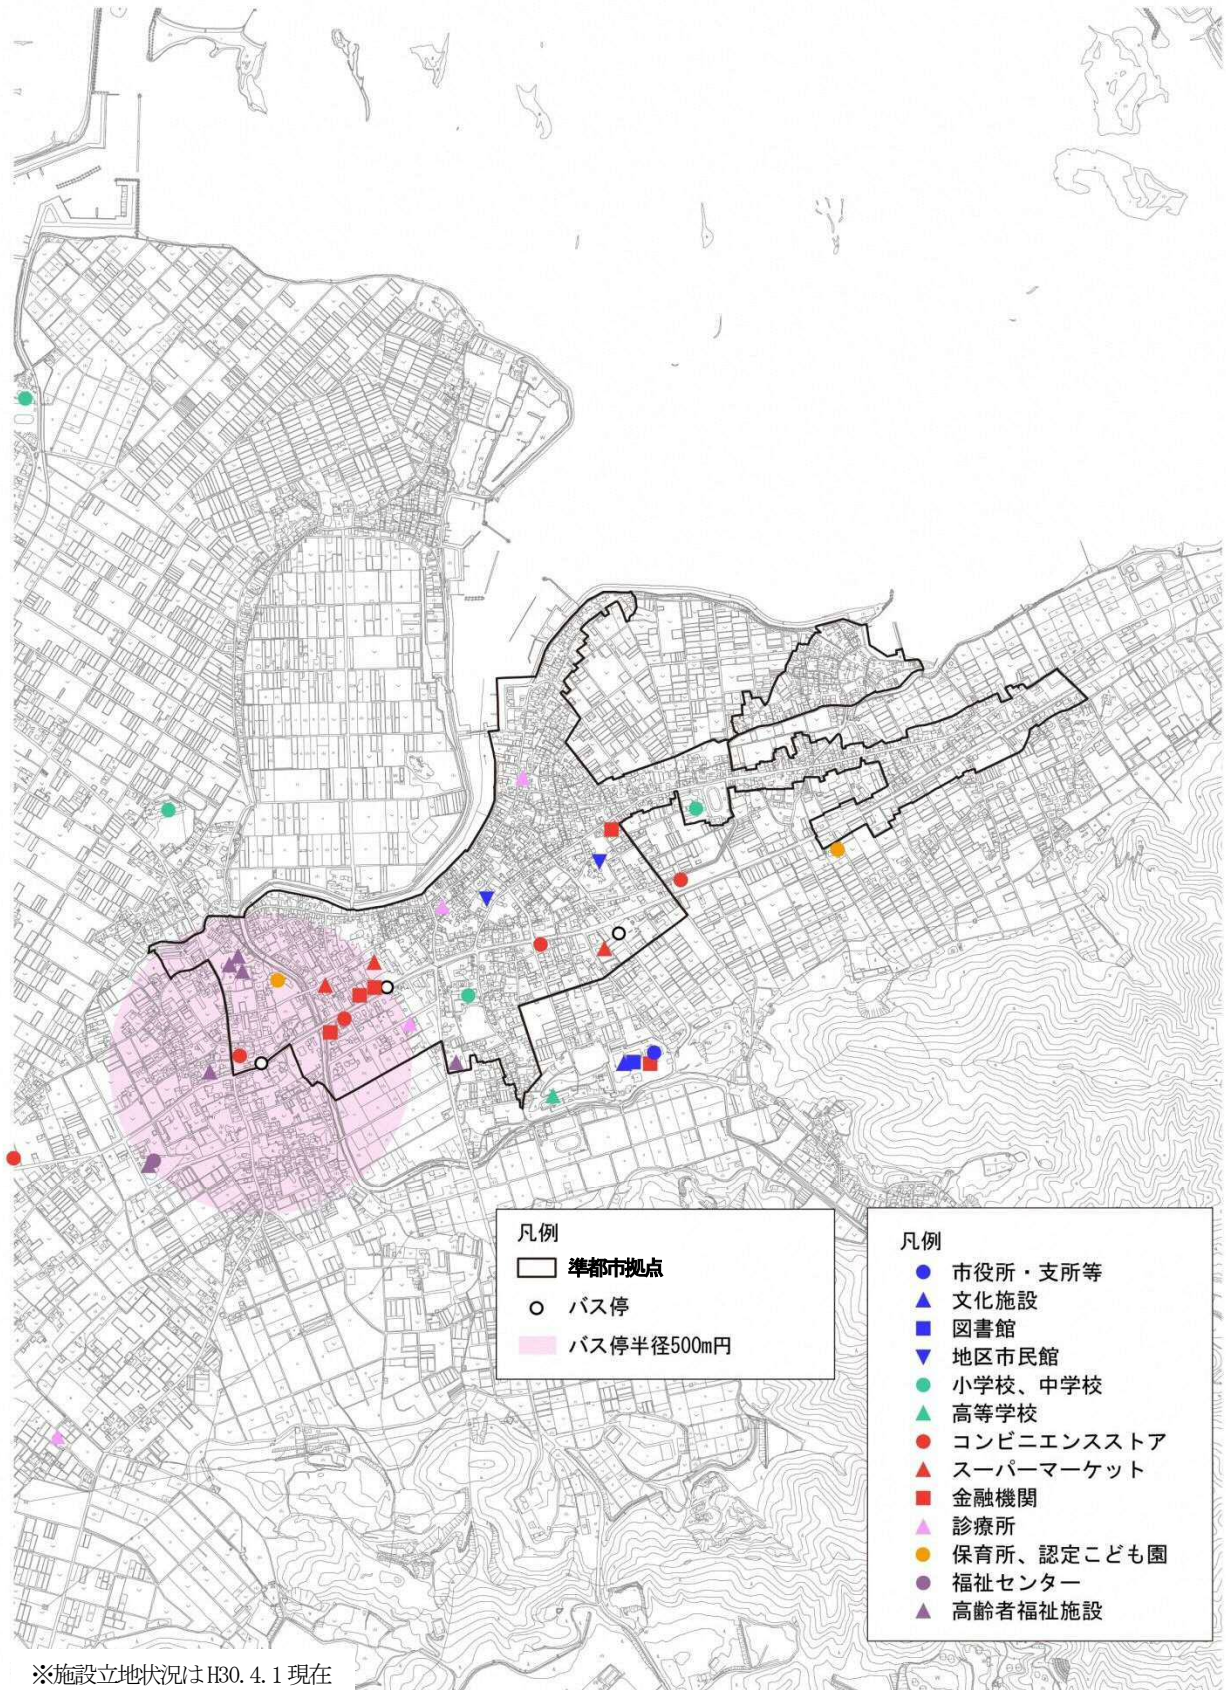 凡例
準都市拠点
バス停
バス停半径500m円
凡例
市役所・支所等
文化施設
図書館
地区市民館
小学校、中学校
高等学校
コンビニエンスストア
スーパーマーケット
金融機関
診療所
保育所、認定こども園
福祉センター
高齢者福祉施設
※施設立地状況はH30.4.1現在